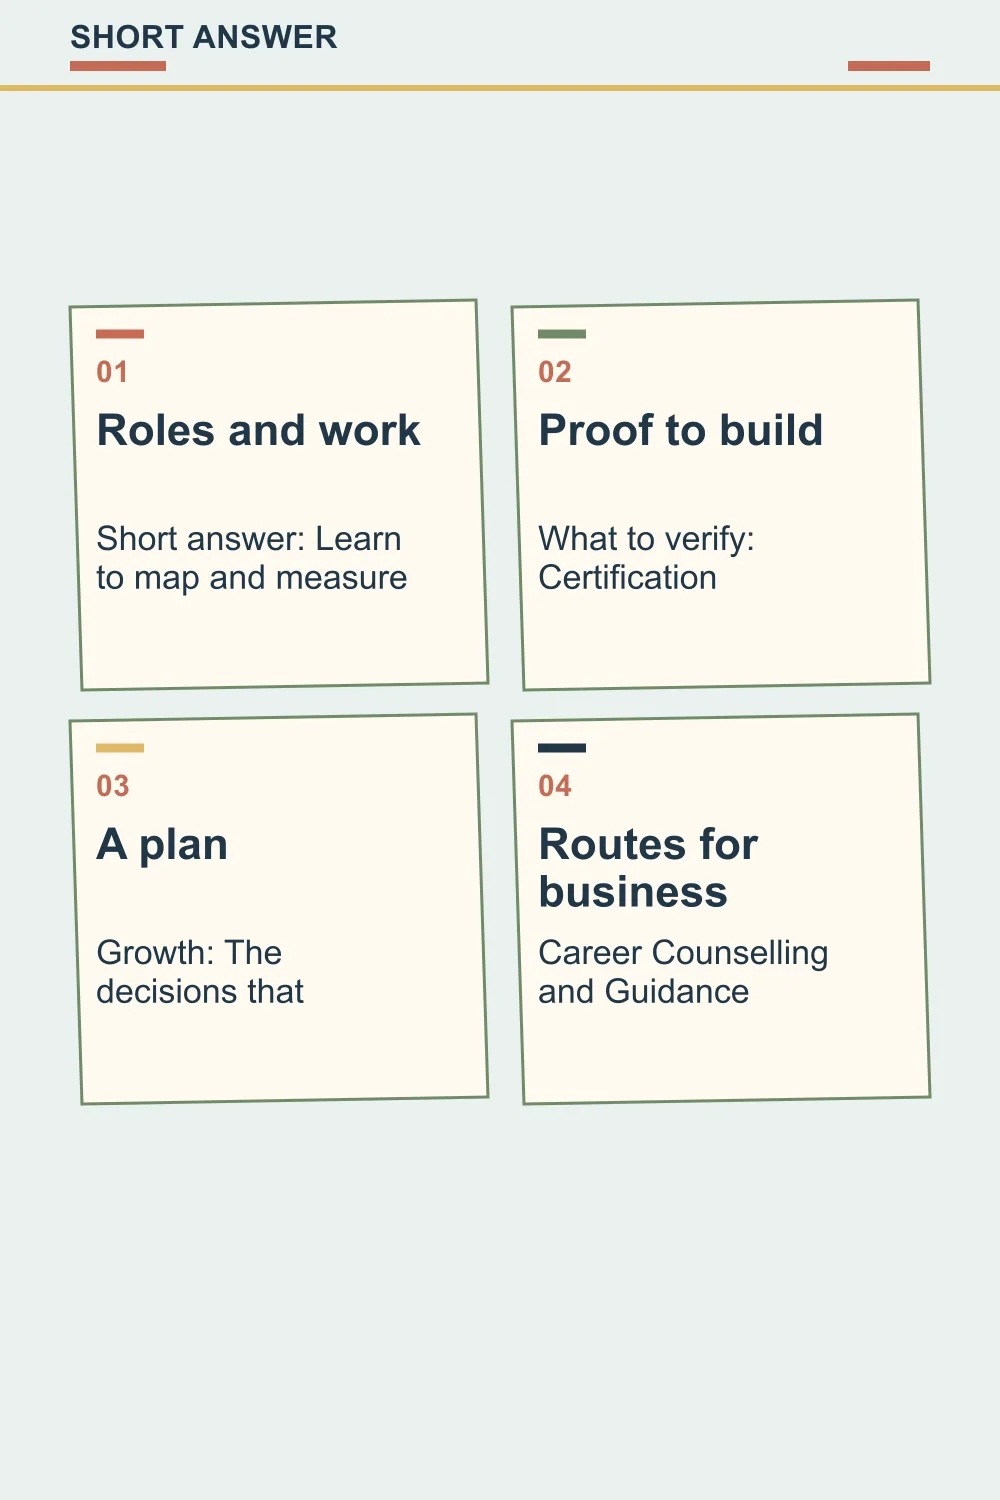 SHORT ANSWER
01
Roles and work
Short answer: Learn
to map and measure
02
Proof to build
What to verify:
Certification
03
A plan
Growth: The
decisions that
04
Routes for
business
Career Counselling
and Guidance